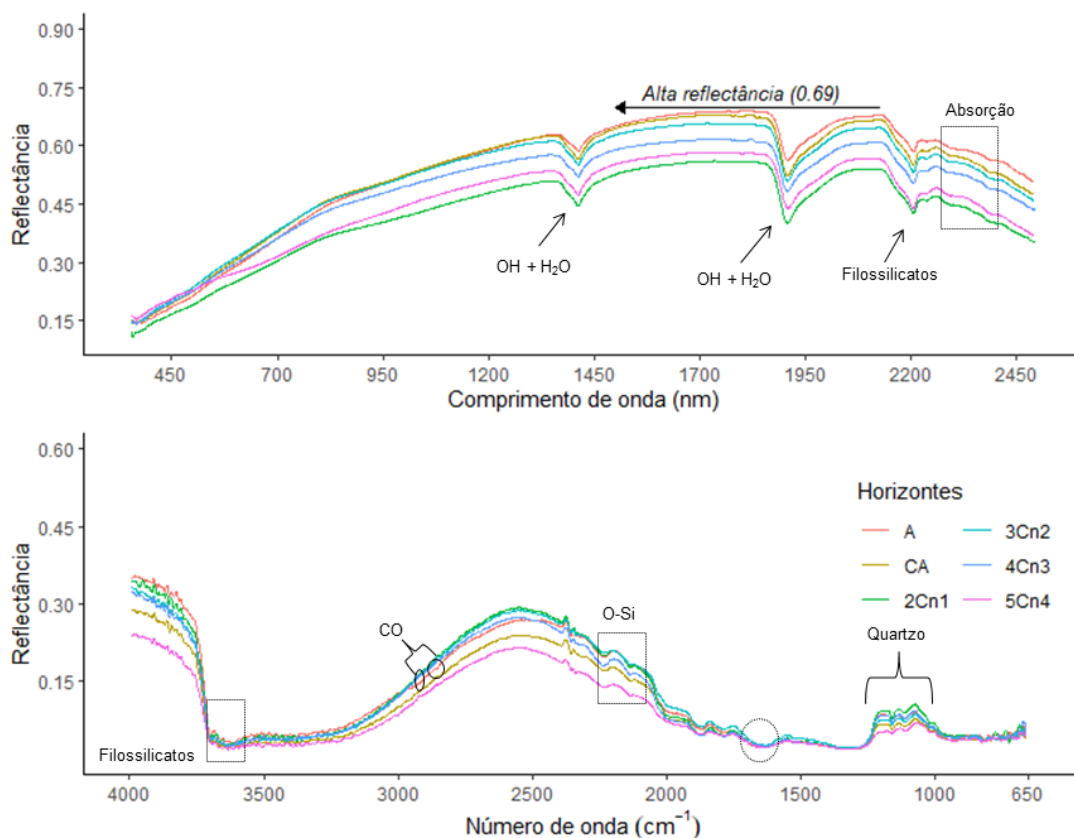 0.90
0.75
0.60
0.45
0.30
0.15
Reflectância
Alta reflectância (0.69)
Absorção
OH + H₂O
OH + H₂O
Filossilicatos
450 700 950 1200 1450 1700 1950 2200 2450
Comprimento de onda (nm)
0.60
0.45
0.30
0.15
Reflectância
Horizontes
A 3Cn2
CA 4Cn3
2Cn1 5Cn4
CO
O-Si
Quartzo
Filossilicatos
4000 3500 3000 2500 2000 1500 1000 650
Número de onda (cm⁻¹)